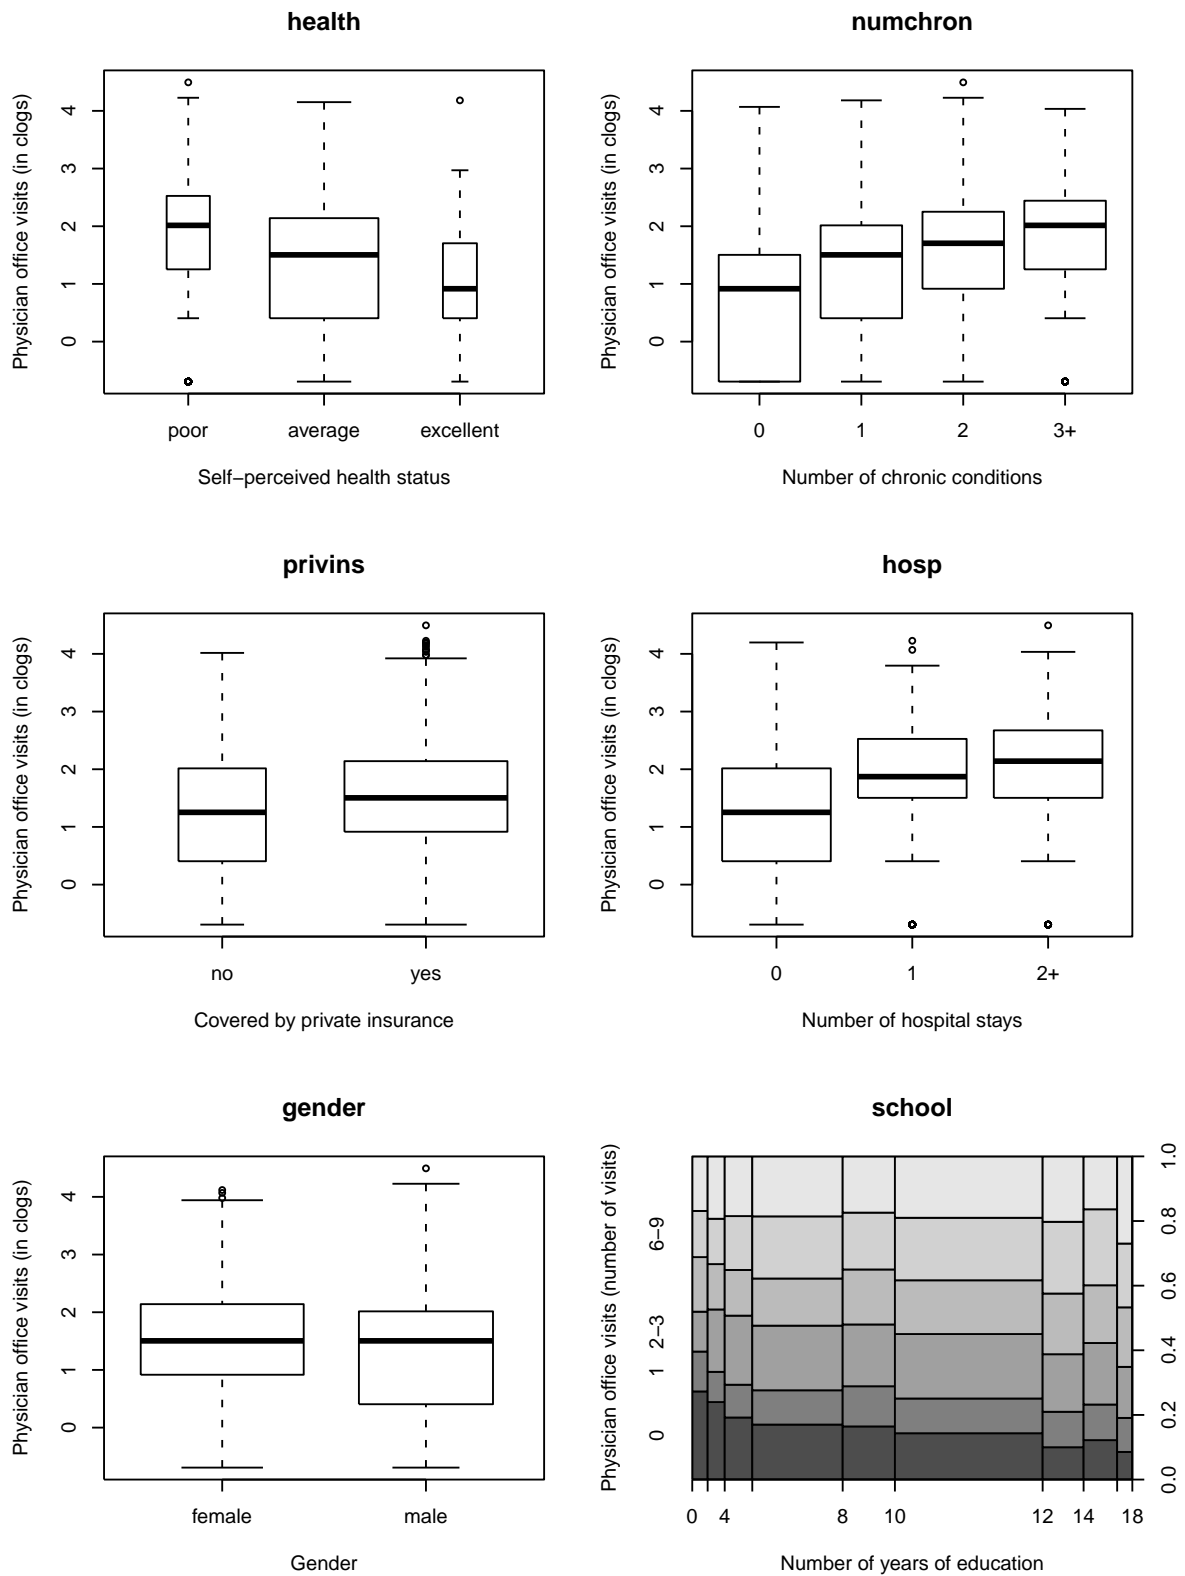 health
Physician office visits (in clogs)
0 1 2 3 4
poor average excellent
Self−perceived health status
numchron
Physician office visits (in clogs)
0 1 2 3 4
0 1 2 3+
Number of chronic conditions
privins
Physician office visits (in clogs)
0 1 2 3 4
no yes
Covered by private insurance
hosp
Physician office visits (in clogs)
0 1 2 3 4
0 1 2+
Number of hospital stays
gender
Physician office visits (in clogs)
0 1 2 3 4
female male
Gender
school
Physician office visits (number of visits)
0 1 2−3 6−9
0.0 0.2 0.4 0.6 0.8 1.0
0 4 8 10 12 14 18
Number of years of education